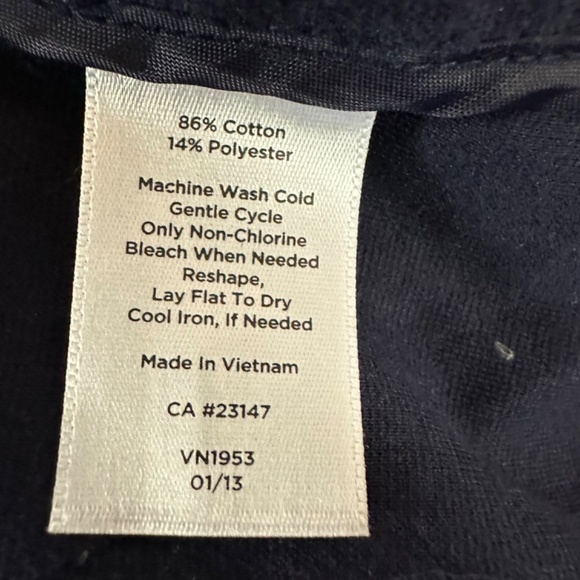 86% Cotton
14% Polyester
Machine Wash Cold
Gentle Cycle
Only Non-Chlorine
Bleach When Needed
Reshape,
Lay Flat To Dry
Cool Iron, If Needed
Made In Vietnam
CA #23147
VN1953
01/13